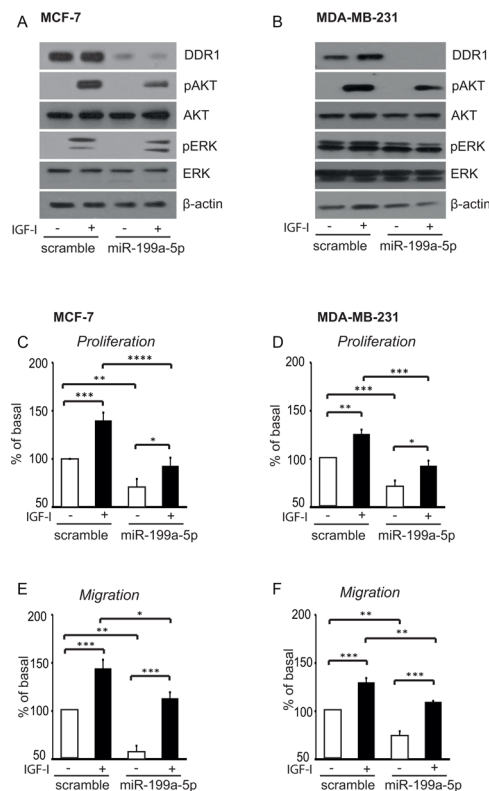 A MCF-7
DDR1
pAKT
AKT
pERK
ERK
β-actin
IGF-I - + - +
scramble miR-199a-5p
B MDA-MB-231
DDR1
pAKT
AKT
pERK
ERK
β-actin
IGF-I - + - +
scramble miR-199a-5p
MCF-7
C Proliferation
% of basal
200
150
100
50
****
**
***
*
IGF-I - + - +
scramble miR-199a-5p
MDA-MB-231
D Proliferation
% of basal
200
150
100
50
***
***
**
*
IGF-I - + - +
scramble miR-199a-5p
E Migration
% of basal
200
150
100
50
*
**
***
***
IGF-I - + - +
scramble miR-199a-5p
F Migration
% of basal
200
150
100
50
**
**
***
***
IGF-I - + - +
scramble miR-199a-5p